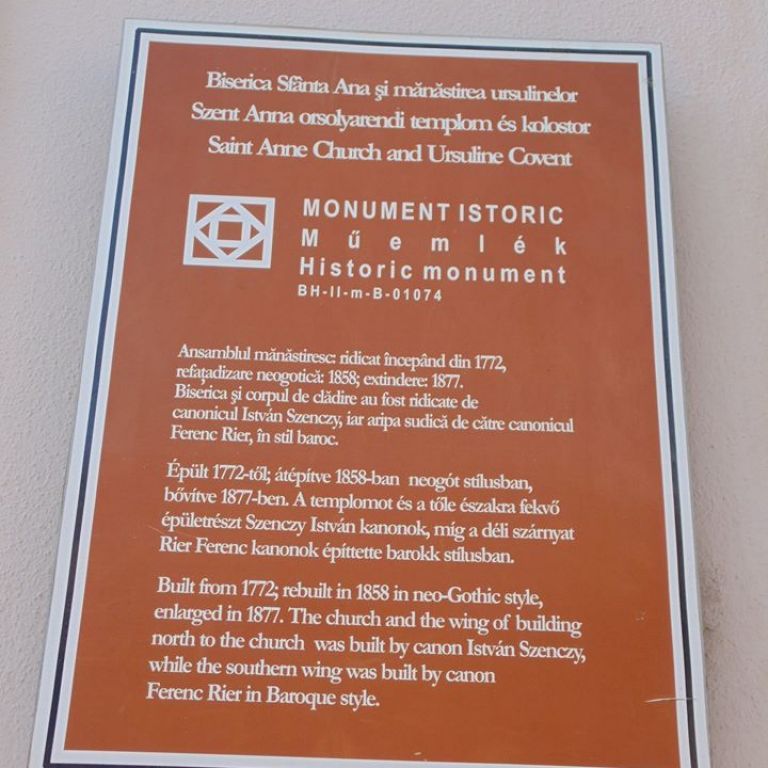 Biserica Sfânta Ana şi mănăstirea ursulinelor
Szent Anna orsolyarendi templom és kolostor
Saint Anne Church and Ursuline Covent
MONUMENT ISTORIC
Műemlék
Historic monument
BH-II-m-B-01074
Ansamblul mănăstiresc: ridicat începând din 1772,
refaţadizare neogotică: 1858; extindere: 1877.
Biserica şi corpul de clădire au fost ridicate de
canonicul István Szenczy, iar aripa sudică de către canonicul
Ferenc Rier, în stil baroc.
Épült 1772-től; átépítve 1858-ban neogót stílusban,
bővítve 1877-ben. A templomot és a tőle északra fekvő
épületrészt Szenczy István kanonok, míg a déli szárnyat
Rier Ferenc kanonok építtette barokk stílusban.
Built from 1772; rebuilt in 1858 in neo-Gothic style,
enlarged in 1877. The church and the wing of building
north to the church was built by canon István Szenczy,
while the southern wing was built by canon
Ferenc Rier in Baroque style.